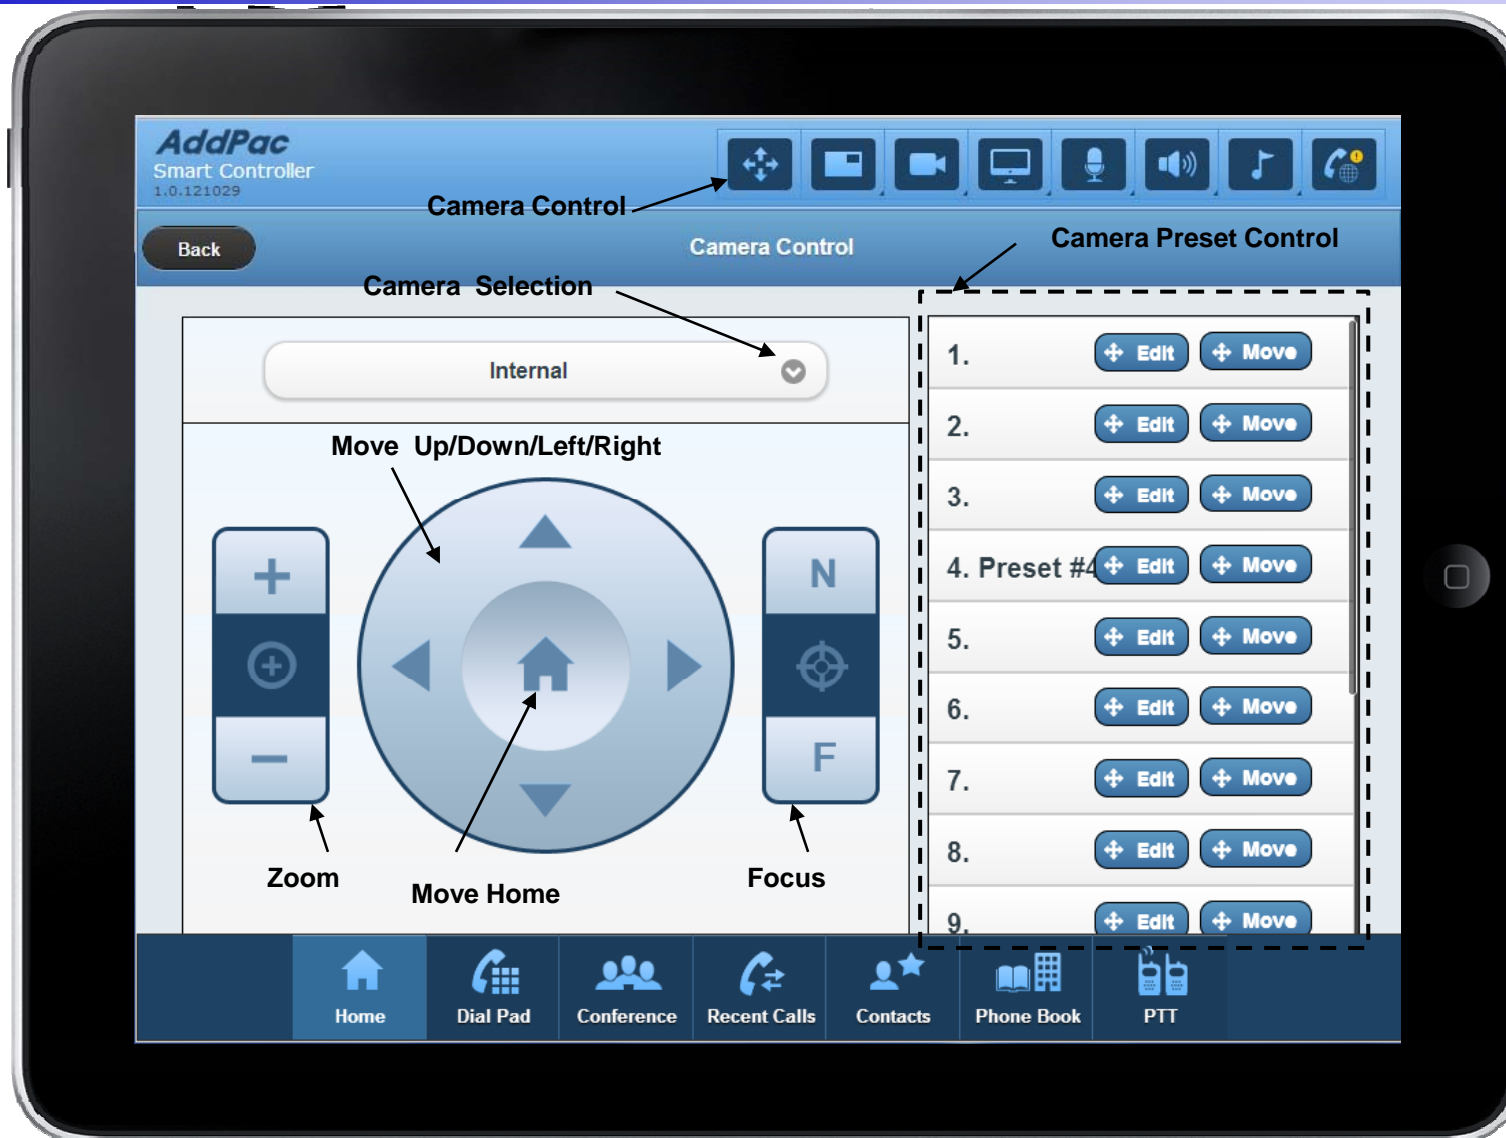 AddPac
Smart Controller
1.0.121029
Camera Control
Back
Camera Control
Camera Preset Control
Camera Selection
Internal
Move Up/Down/Left/Right
+
N
−
F
Zoom
Move Home
Focus
1. Edit Move
2. Edit Move
3. Edit Move
4. Preset #4 Edit Move
5. Edit Move
6. Edit Move
7. Edit Move
8. Edit Move
9. Edit Move
Home
Dial Pad
Conference
Recent Calls
Contacts
Phone Book
PTT